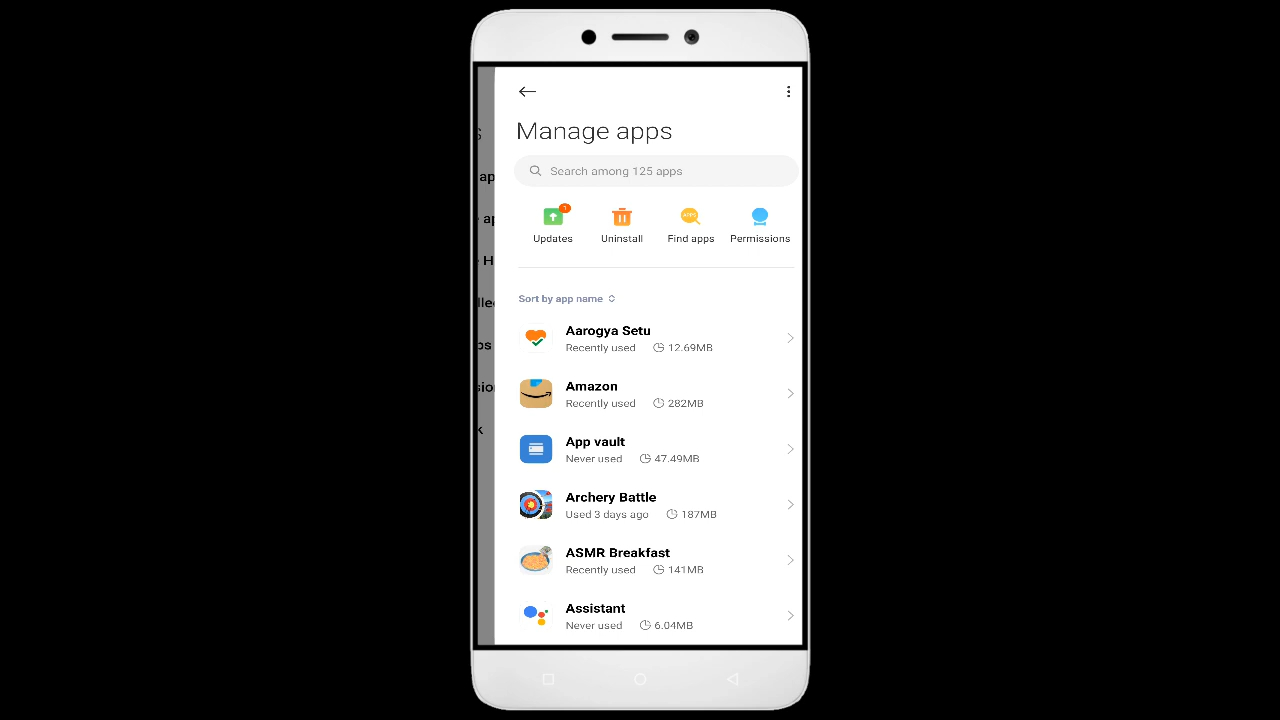 Manage apps
Search among 125 apps
1
Updates
Uninstall
APPS
Find apps
Permissions
Sort by app name
Aarogya Setu
Recently used 12.69MB
Amazon
Recently used 282MB
App vault
Never used 47.49MB
Archery Battle
Used 3 days ago 187MB
ASMR Breakfast
Recently used 141MB
Assistant
Never used 6.04MB